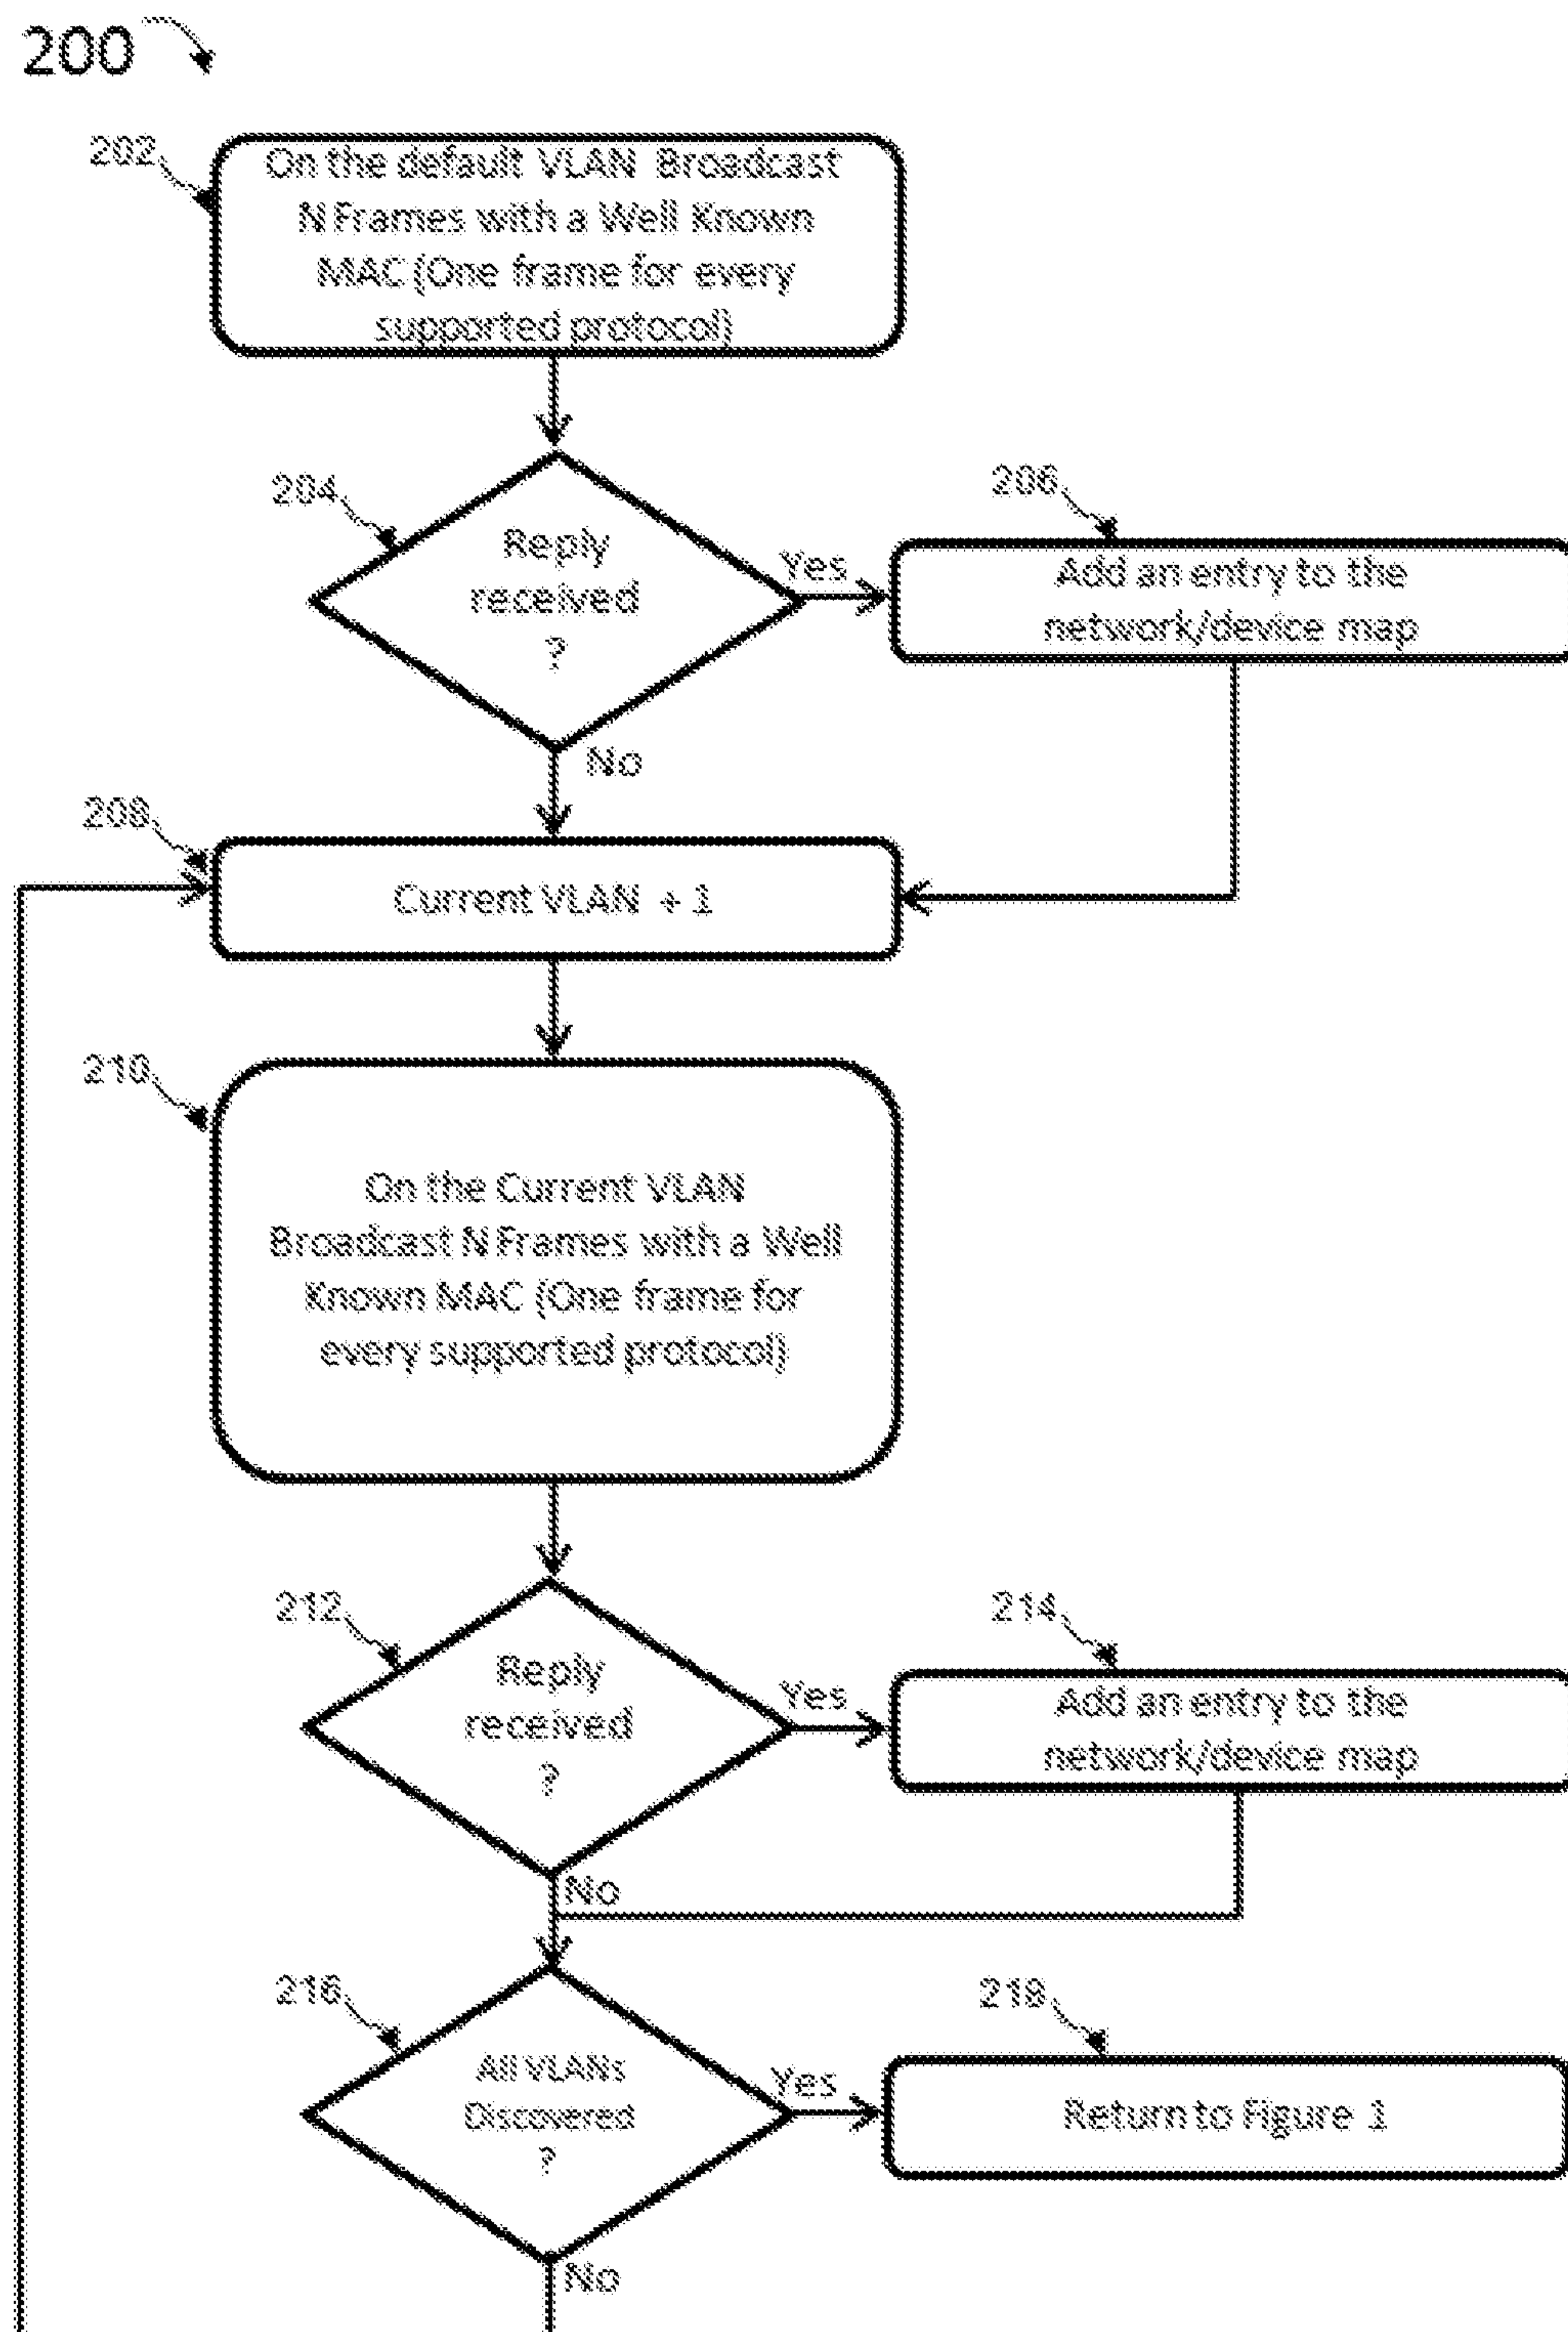 200
202
On the default VLAN Broadcast
N Frames with a Well Known
MAC (One frame for every
supported protocol)
204
Reply
received
?
Yes
206
Add an entry to the
network/device map
No
208
Current VLAN + 1
210
On the Current VLAN
Broadcast N Frames with a Well
Known MAC (One frame for
every supported protocol)
212
Reply
received
?
Yes
214
Add an entry to the
network/device map
No
216
All VLANs
Discovered
?
Yes
218
Return to Figure 1
No